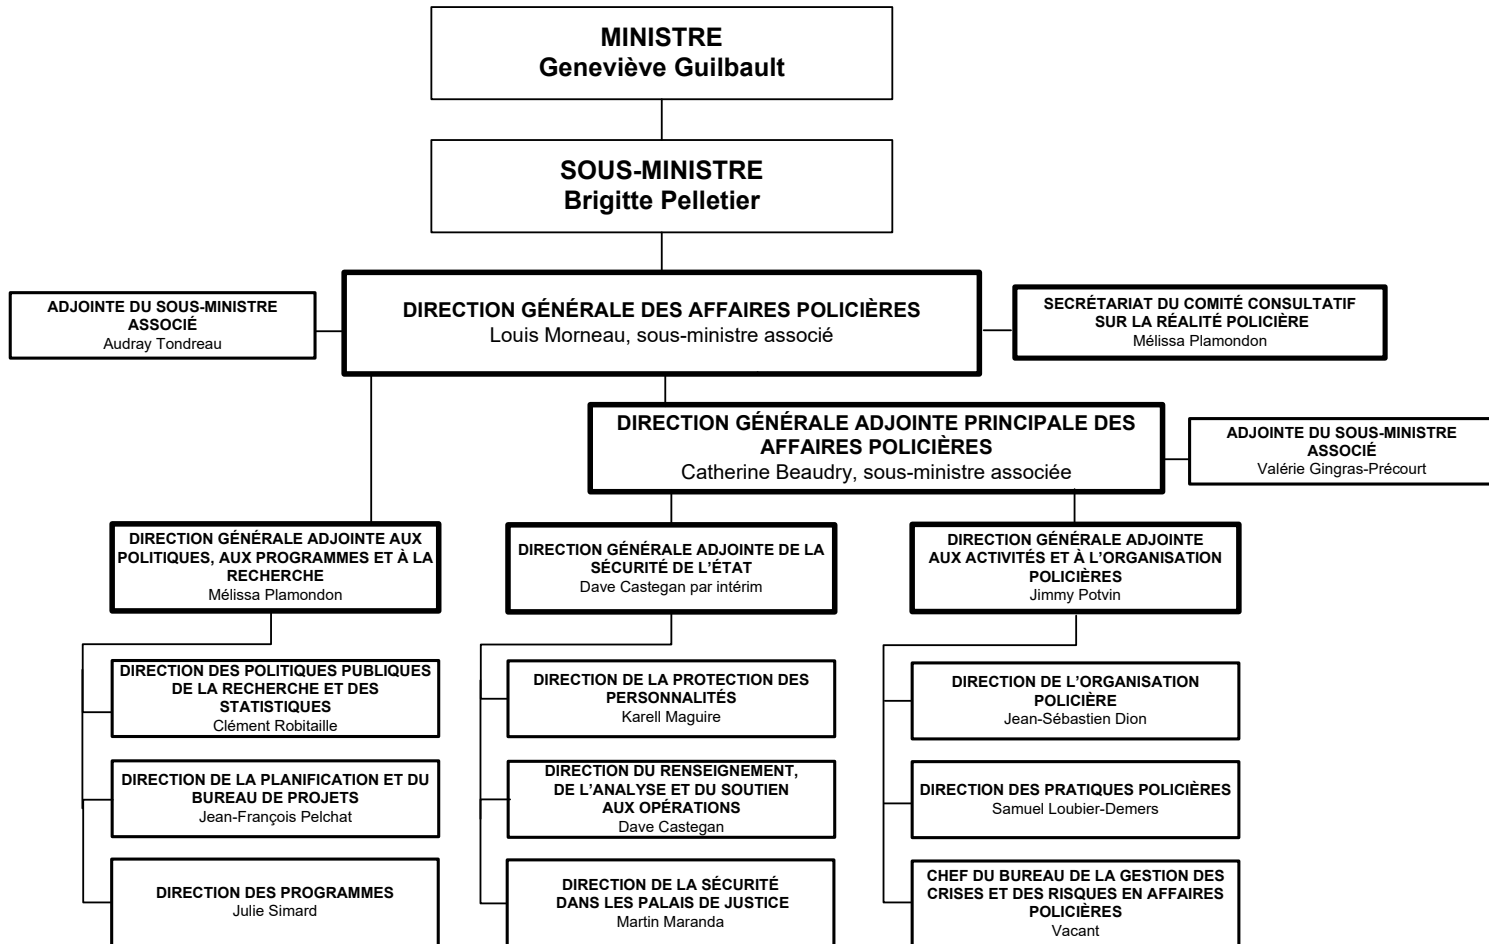 MINISTRE
Geneviève Guilbault
SOUS-MINISTRE
Brigitte Pelletier
ADJOINTE DU SOUS-MINISTRE
ASSOCIÉ
Audray Tondreau
DIRECTION GÉNÉRALE DES AFFAIRES POLICIÈRES
Louis Morneau, sous-ministre associé
SECRÉTARIAT DU COMITÉ CONSULTATIF
SUR LA RÉALITÉ POLICIÈRE
Mélissa Plamondon
DIRECTION GÉNÉRALE ADJOINTE PRINCIPALE DES
AFFAIRES POLICIÈRES
Catherine Beaudry, sous-ministre associée
ADJOINTE DU SOUS-MINISTRE
ASSOCIÉ
Valérie Gingras-Précourt
DIRECTION GÉNÉRALE ADJOINTE AUX
POLITIQUES, AUX PROGRAMMES ET À LA
RECHERCHE
Mélissa Plamondon
DIRECTION GÉNÉRALE ADJOINTE DE LA
SÉCURITÉ DE L'ÉTAT
Dave Castegan par intérim
DIRECTION GÉNÉRALE ADJOINTE
AUX ACTIVITÉS ET À L'ORGANISATION
POLICIÈRES
Jimmy Potvin
DIRECTION DES POLITIQUES PUBLIQUES
DE LA RECHERCHE ET DES
STATISTIQUES
Clément Robitaille
DIRECTION DE LA PROTECTION DES
PERSONNALITÉS
Karell Maguire
DIRECTION DE L'ORGANISATION
POLICIÈRE
Jean-Sébastien Dion
DIRECTION DE LA PLANIFICATION ET DU
BUREAU DE PROJETS
Jean-François Pelchat
DIRECTION DU RENSEIGNEMENT,
DE L'ANALYSE ET DU SOUTIEN
AUX OPÉRATIONS
Dave Castegan
DIRECTION DES PRATIQUES POLICIÈRES
Samuel Loubier-Demers
DIRECTION DES PROGRAMMES
Julie Simard
DIRECTION DE LA SÉCURITÉ
DANS LES PALAIS DE JUSTICE
Martin Maranda
CHEF DU BUREAU DE LA GESTION DES
CRISES ET DES RISQUES EN AFFAIRES
POLICIÈRES
Vacant